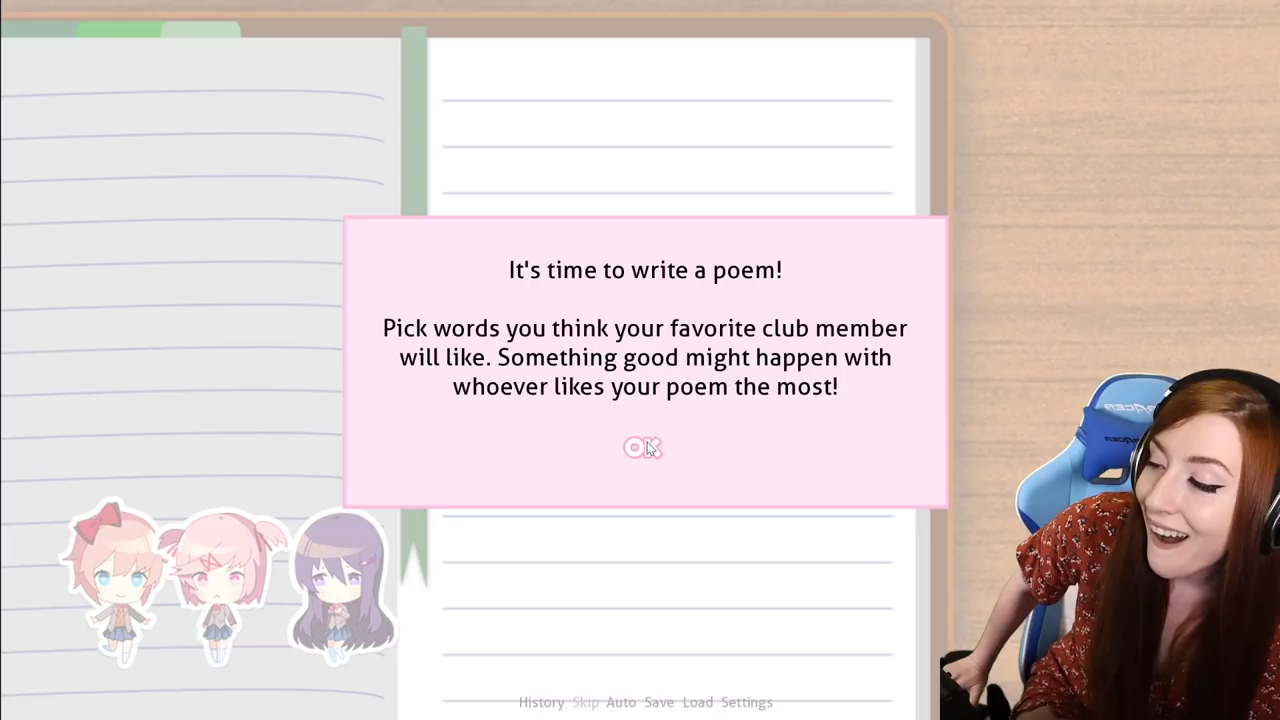 It's time to write a poem!
Pick words you think your favorite club member
will like. Something good might happen with
whoever likes your poem the most!
OK
History Skip Auto Save Load Settings